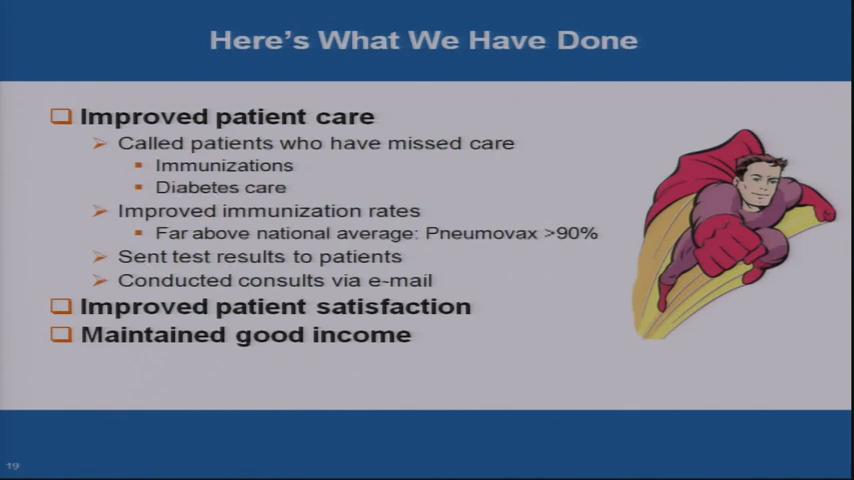 Here's What We Have Done
Improved patient care
Called patients who have missed care
Immunizations
Diabetes care
Improved immunization rates
Far above national average: Pneumovax >90%
Sent test results to patients
Conducted consults via e-mail
Improved patient satisfaction
Maintained good income
19